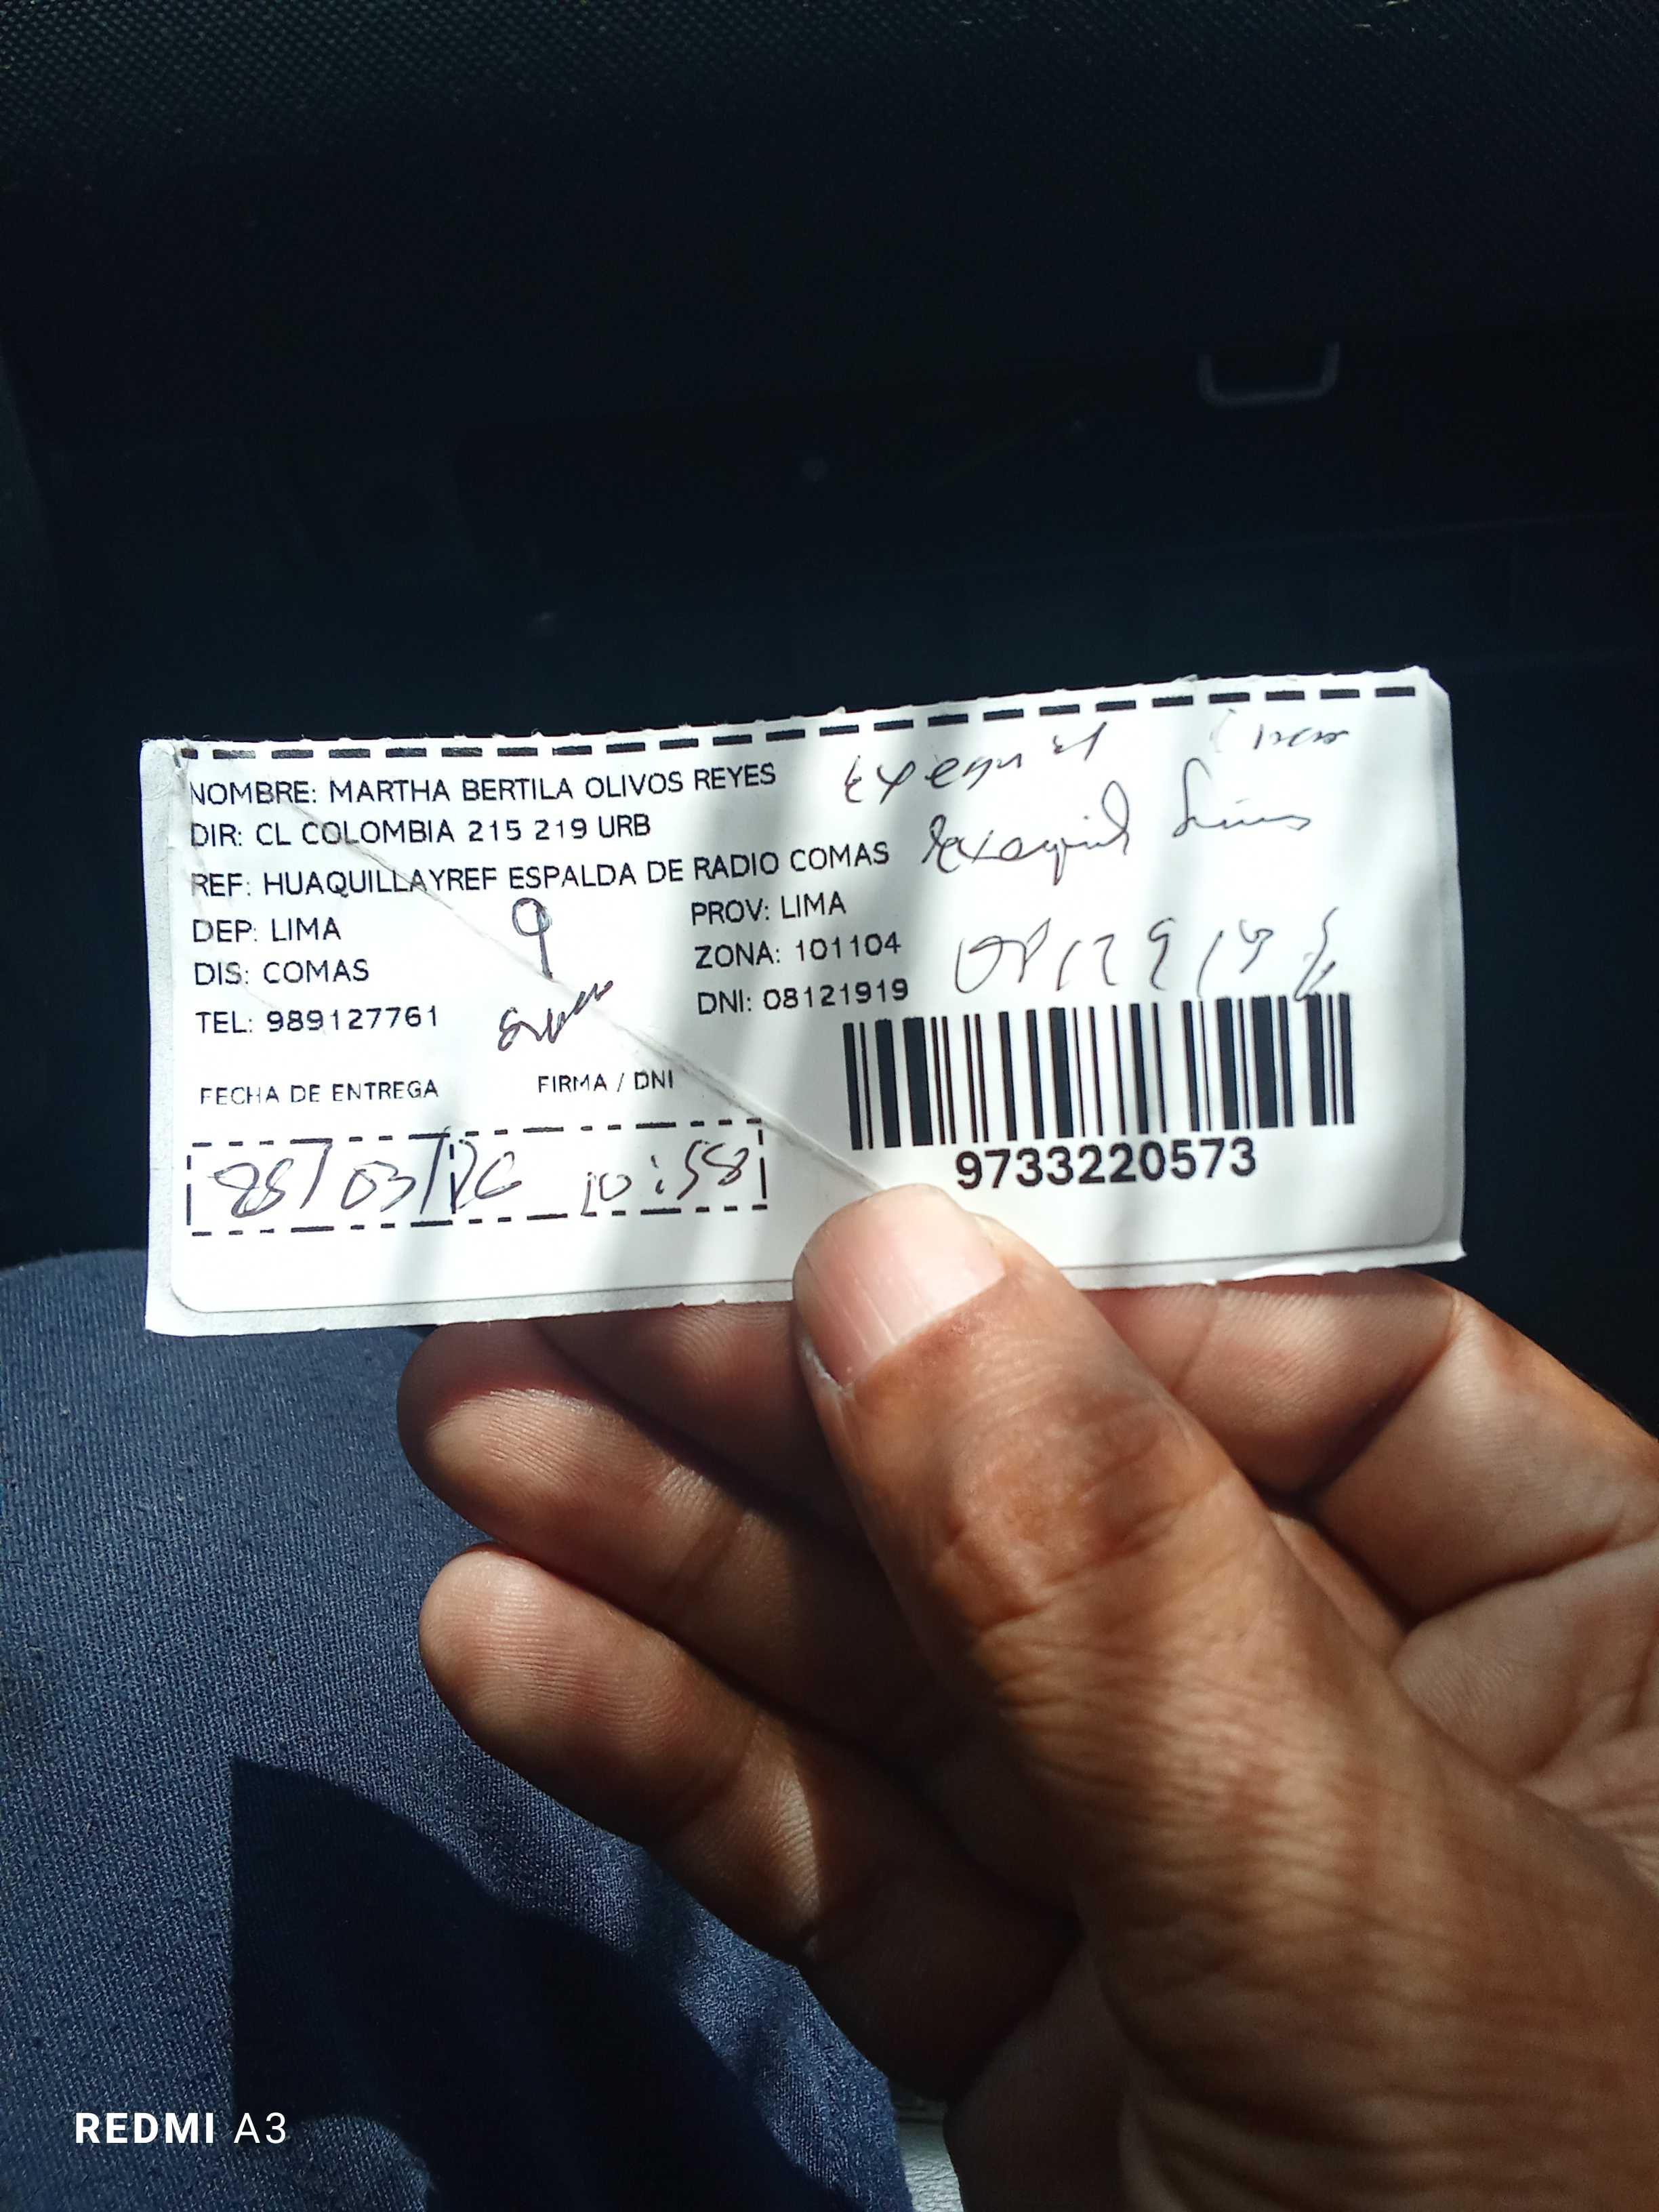 NOMBRE: MARTHA BERTILA OLIVOS REYES
DIR: CL COLOMBIA 215 219 URB
REF: HUAQUILLAYREF ESPALDA DE RADIO COMAS
DEP: LIMA
PROV: LIMA
DIS: COMAS
ZONA: 101104
TEL: 989127761
DNI: 08121919
9
FECHA DE ENTREGA
FIRMA / DNI
10:58
9733220573
REDMI A3